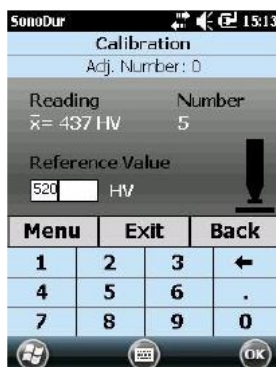 SonoDur 15:13
Calibration
Adj. Number: 0
Reading Number
x̄= 437 HV 5
Reference Value
520 HV
Menu Exit Back
1 2 3 ←
4 5 6 .
7 8 9 0
OK